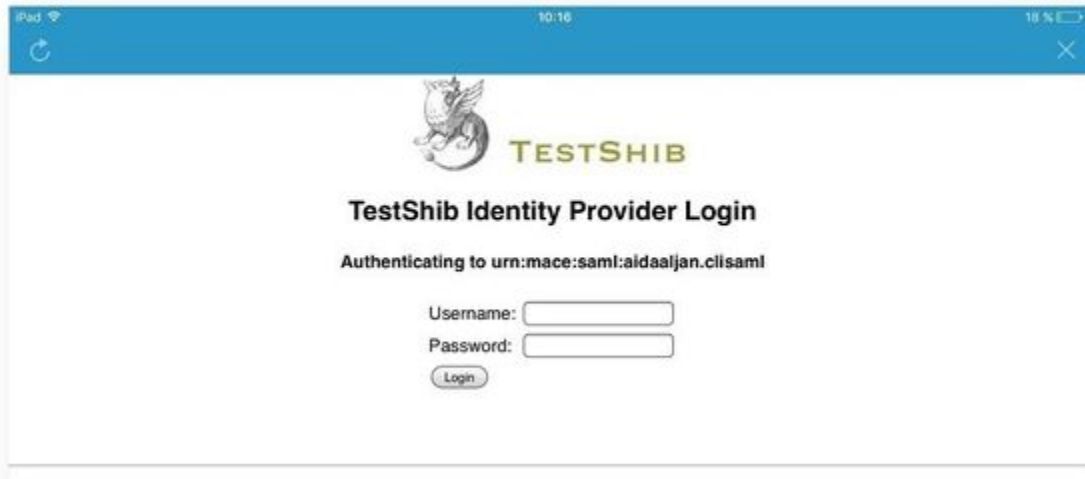 iPad 10:16 18 %
TESTSHIB
TestShib Identity Provider Login
Authenticating to urn:mace:saml:aidaaljan.clisaml
Username:
Password:
Login